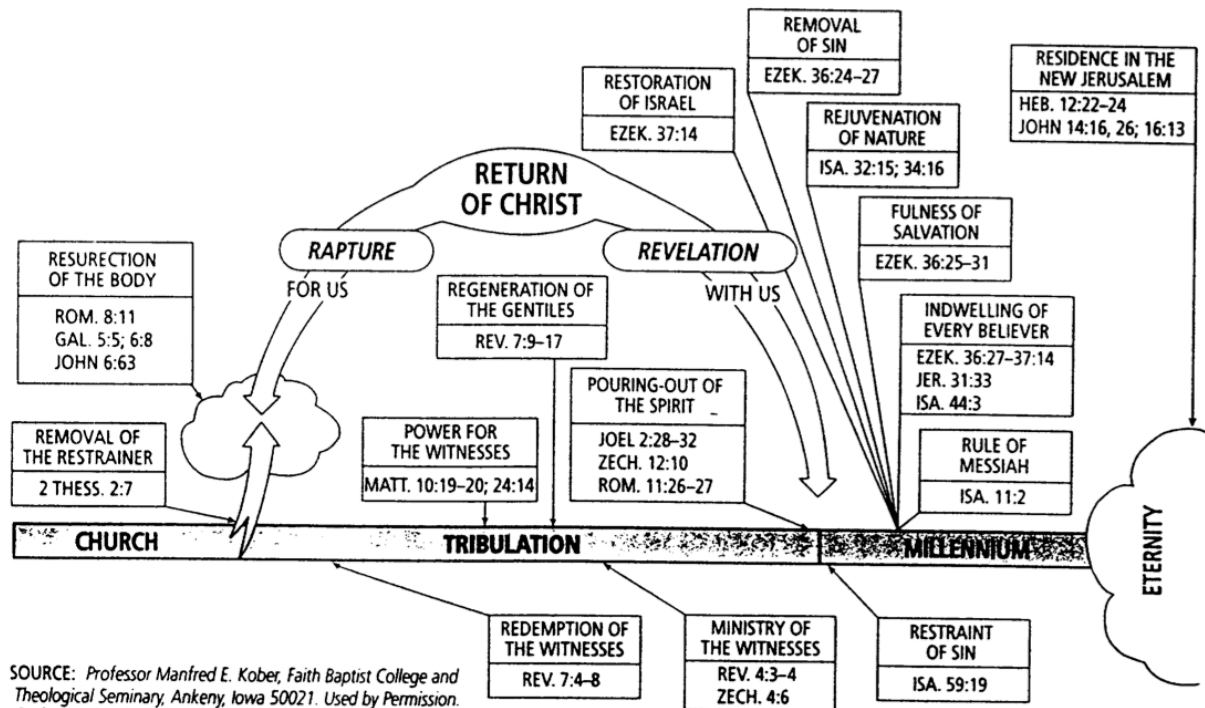 REMOVAL
OF SIN
EZEK. 36:24–27
RESIDENCE IN THE
NEW JERUSALEM
HEB. 12:22–24
JOHN 14:16, 26; 16:13
RESTORATION
OF ISRAEL
EZEK. 37:14
REJUVENATION
OF NATURE
ISA. 32:15; 34:16
RETURN
OF CHRIST
RAPTURE
REVELATION
FOR US
WITH US
FULNESS OF
SALVATION
EZEK. 36:25–31
RESURECTION
OF THE BODY
ROM. 8:11
GAL. 5:5; 6:8
JOHN 6:63
REGENERATION OF
THE GENTILES
REV. 7:9–17
INDWELLING OF
EVERY BELIEVER
EZEK. 36:27–37:14
JER. 31:33
ISA. 44:3
POURING-OUT OF
THE SPIRIT
JOEL 2:28–32
ZECH. 12:10
ROM. 11:26–27
REMOVAL OF
THE RESTRAINER
2 THESS. 2:7
POWER FOR
THE WITNESSES
MATT. 10:19–20; 24:14
RULE OF
MESSIAH
ISA. 11:2
CHURCH
TRIBULATION
MILLENNIUM
ETERNITY
REDEMPTION OF
THE WITNESSES
REV. 7:4–8
MINISTRY OF
THE WITNESSES
REV. 4:3–4
ZECH. 4:6
RESTRAINT
OF SIN
ISA. 59:19
SOURCE: Professor Manfred E. Kober, Faith Baptist College and
Theological Seminary, Ankeny, Iowa 50021. Used by Permission.